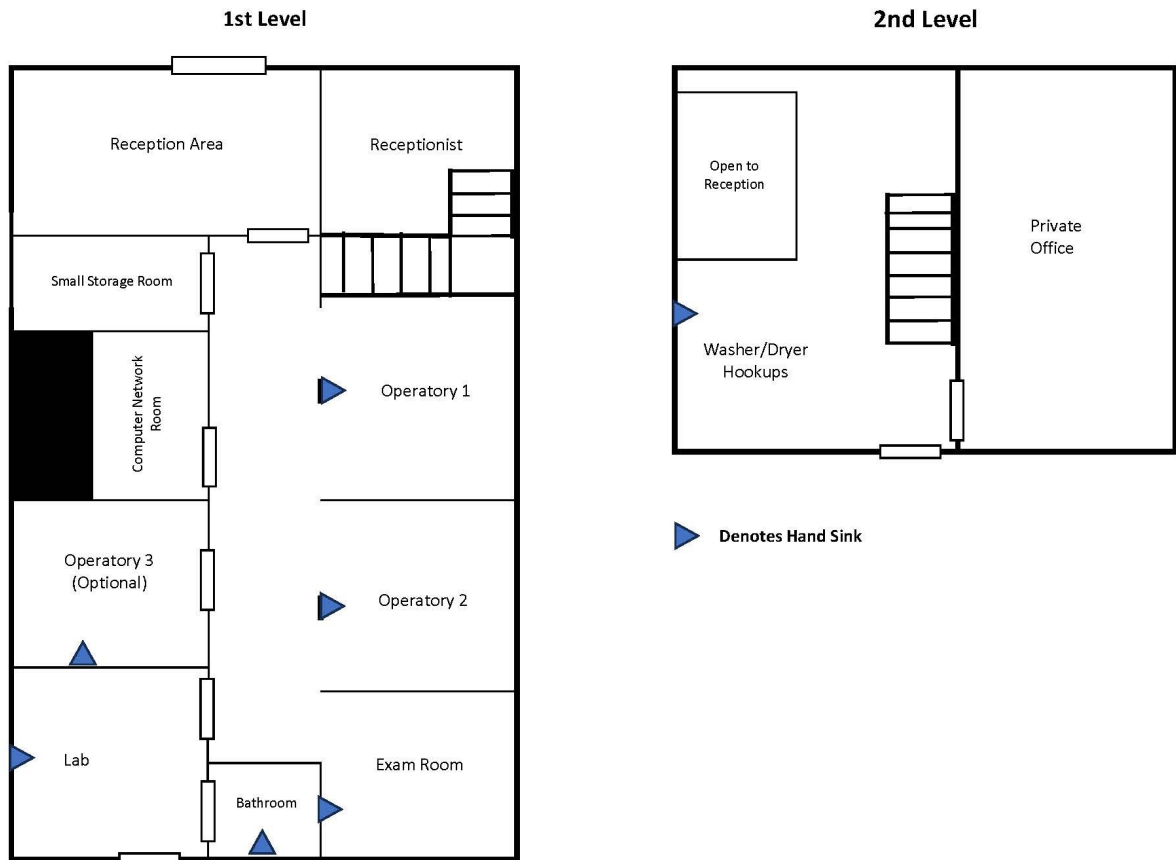 1st Level
2nd Level
Reception Area
Receptionist
Small Storage Room
Computer Network
Room
Operatory 1
Operatory 3
(Optional)
Operatory 2
Lab
Exam Room
Bathroom
Open to
Reception
Private
Office
Washer/Dryer
Hookups
Denotes Hand Sink